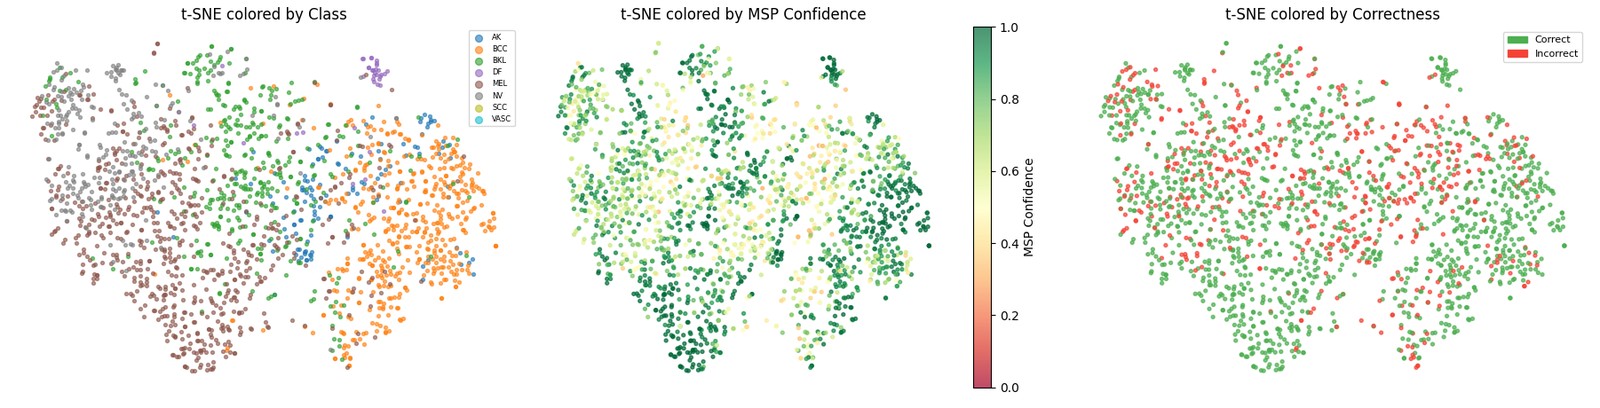 t-SNE colored by Class
AK
BCC
BKL
DF
MEL
NV
SCC
VASC
t-SNE colored by MSP Confidence
1.0
0.8
0.6
0.4
0.2
0.0
MSP Confidence
t-SNE colored by Correctness
Correct
Incorrect